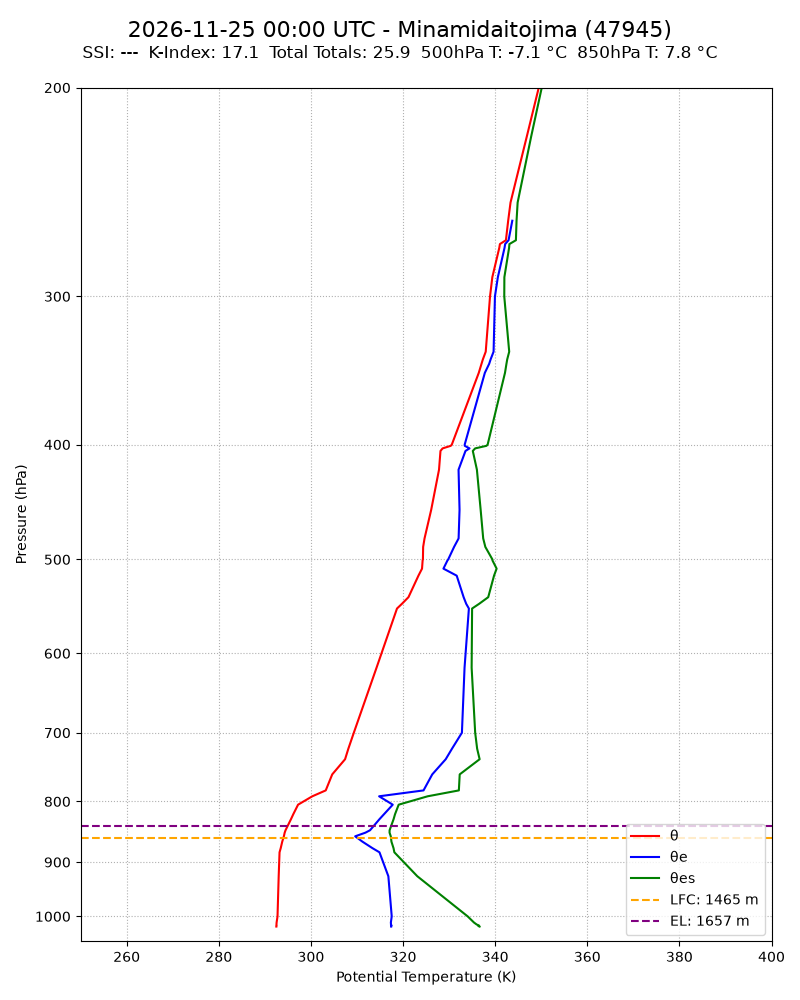 2026-11-25 00:00 UTC - Minamidaitojima (47945)
SSI: --- K-Index: 17.1 Total Totals: 25.9 500hPa T: -7.1 °C 850hPa T: 7.8 °C
200
300
400
500
600
700
800
900
1000
Pressure (hPa)
θ
θe
θes
LFC: 1465 m
EL: 1657 m
260 280 300 320 340 360 380 400
Potential Temperature (K)